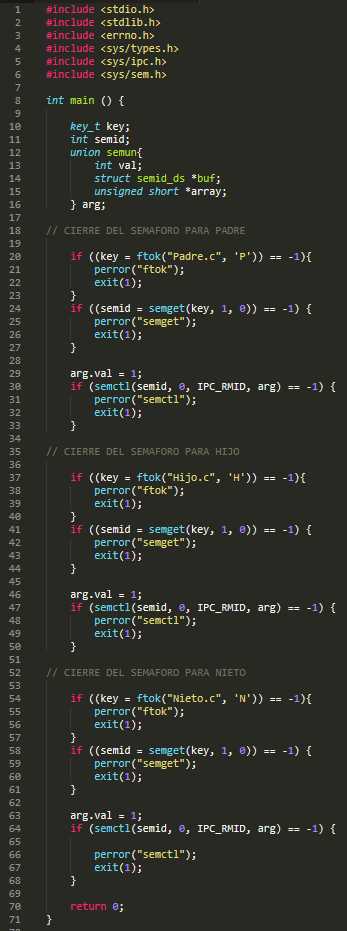 1 #include <stdio.h>
2 #include <stdlib.h>
3 #include <errno.h>
4 #include <sys/types.h>
5 #include <sys/ipc.h>
6 #include <sys/sem.h>
7
8 int main () {
9
10 key_t key;
11 int semid;
12 union semun{
13 int val;
14 struct semid_ds *buf;
15 unsigned short *array;
16 } arg;
17
18 // CIERRE DEL SEMAFORO PARA PADRE
19
20 if ((key = ftok("Padre.c", 'P')) == -1){
21 perror("ftok");
22 exit(1);
23 }
24 if ((semid = semget(key, 1, 0)) == -1) {
25 perror("semget");
26 exit(1);
27 }
28
29 arg.val = 1;
30 if (semctl(semid, 0, IPC_RMID, arg) == -1) {
31 perror("semctl");
32 exit(1);
33 }
34
35 // CIERRE DEL SEMAFORO PARA HIJO
36
37 if ((key = ftok("Hijo.c", 'H')) == -1){
38 perror("ftok");
39 exit(1);
40 }
41 if ((semid = semget(key, 1, 0)) == -1) {
42 perror("semget");
43 exit(1);
44 }
45
46 arg.val = 1;
47 if (semctl(semid, 0, IPC_RMID, arg) == -1) {
48 perror("semctl");
49 exit(1);
50 }
51
52 // CIERRE DEL SEMAFORO PARA NIETO
53
54 if ((key = ftok("Nieto.c", 'N')) == -1){
55 perror("ftok");
56 exit(1);
57 }
58 if ((semid = semget(key, 1, 0)) == -1) {
59 perror("semget");
60 exit(1);
61 }
62
63 arg.val = 1;
64 if (semctl(semid, 0, IPC_RMID, arg) == -1) {
65
66 perror("semctl");
67 exit(1);
68 }
69
70 return 0;
71 }